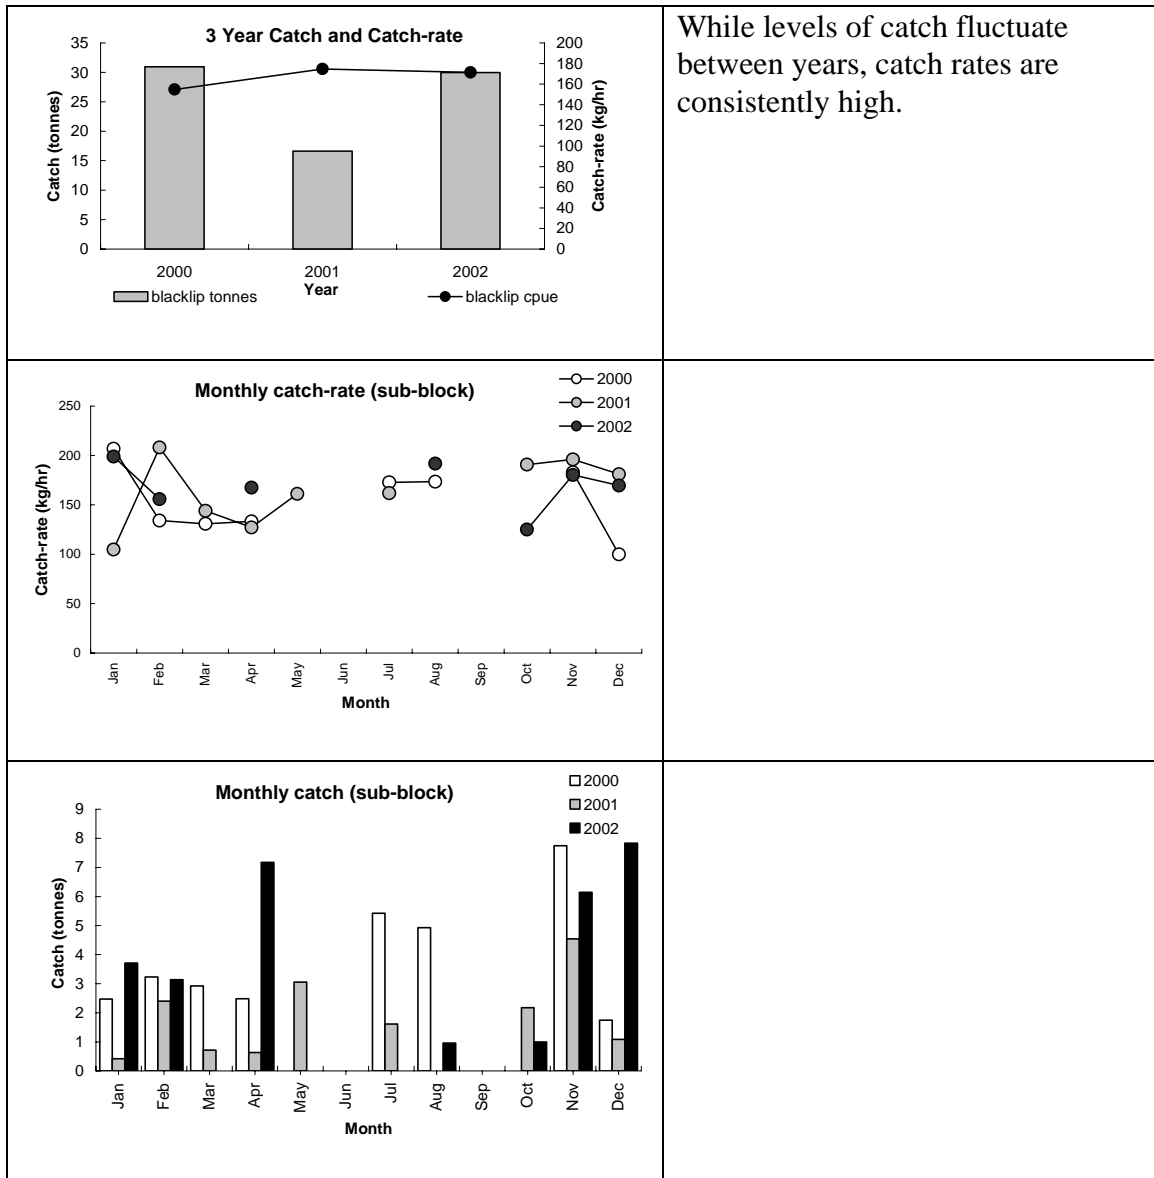 3 Year Catch and Catch-rate
35
30
25
20
15
10
5
0
Catch (tonnes)
200
180
160
140
120
100
80
60
40
20
0
Catch-rate (kg/hr)
2000 2001 2002
Year
blacklip tonnes blacklip cpue
While levels of catch fluctuate
between years, catch rates are
consistently high.
Monthly catch-rate (sub-block)
2000
2001
2002
250
200
150
100
50
0
Catch-rate (kg/hr)
Jan Feb Mar Apr May Jun Jul Aug Sep Oct Nov Dec
Month
Monthly catch (sub-block)
2000
2001
2002
9
8
7
6
5
4
3
2
1
0
Catch (tonnes)
Jan Feb Mar Apr May Jun Jul Aug Sep Oct Nov Dec
Month